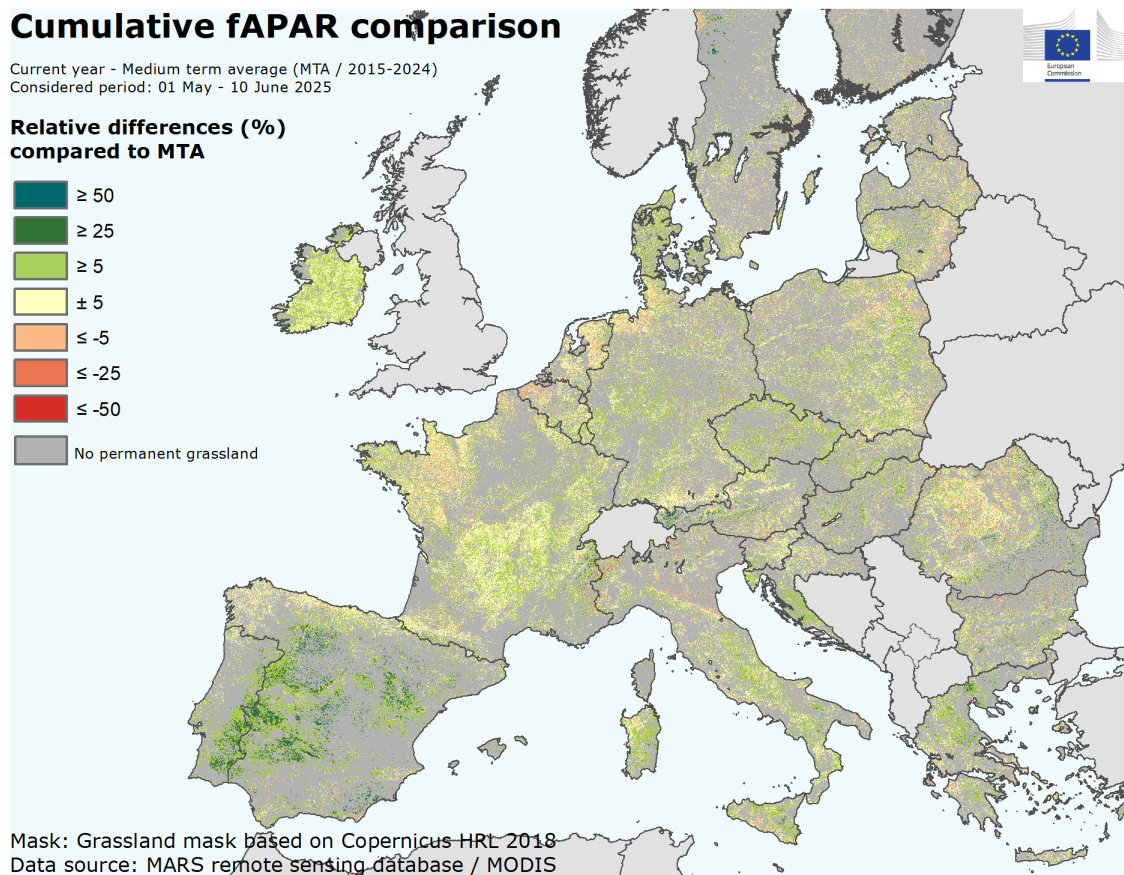 Cumulative fAPAR comparison
Current year - Medium term average (MTA / 2015-2024)
Considered period: 01 May - 10 June 2025
Relative differences (%)
compared to MTA
≥ 50
≥ 25
≥ 5
± 5
≤ -5
≤ -25
≤ -50
No permanent grassland
European
Commission
Mask: Grassland mask based on Copernicus HRL 2018
Data source: MARS remote sensing database / MODIS